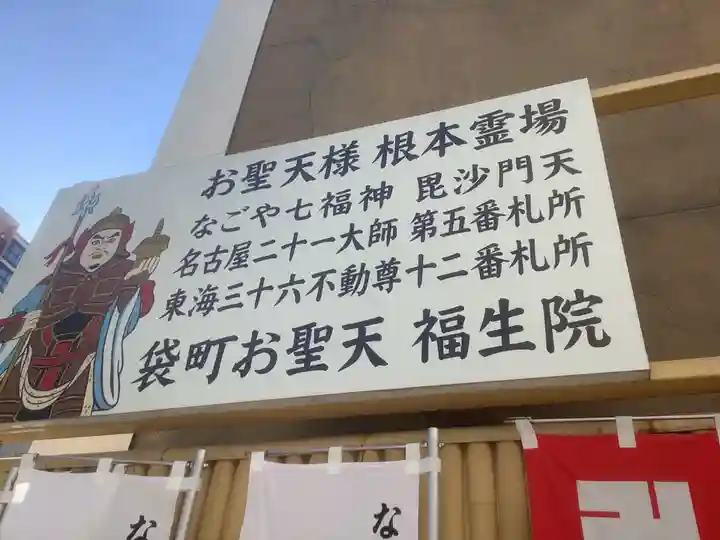 お聖天様 根本霊場
なごや七福神 毘沙門天
名古屋二十一大師 第五番札所
東海三十六不動尊十二番札所
袋町お聖天 福生院
な
な